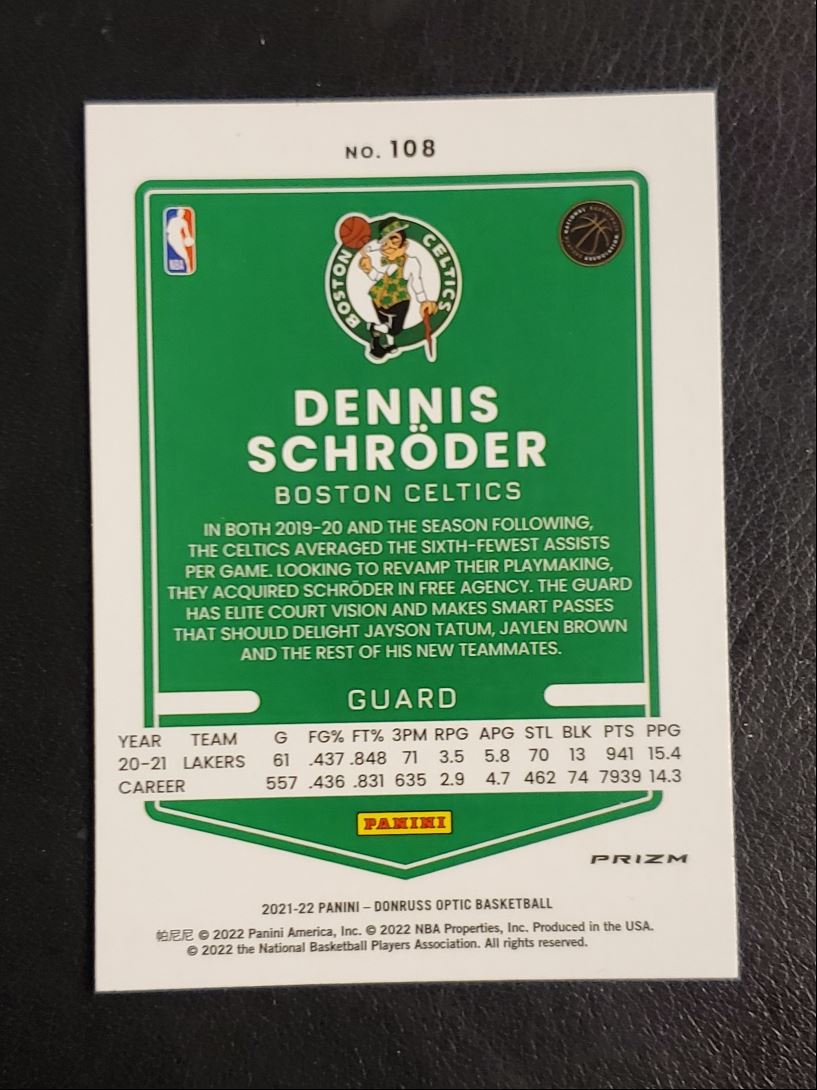 NO. 108
NBA
BOSTON CELTICS
DENNIS
SCHRÖDER
BOSTON CELTICS
IN BOTH 2019-20 AND THE SEASON FOLLOWING,
THE CELTICS AVERAGED THE SIXTH-FEWEST ASSISTS
PER GAME. LOOKING TO REVAMP THEIR PLAYMAKING,
THEY ACQUIRED SCHRÖDER IN FREE AGENCY. THE GUARD
HAS ELITE COURT VISION AND MAKES SMART PASSES
THAT SHOULD DELIGHT JAYSON TATUM, JAYLEN BROWN
AND THE REST OF HIS NEW TEAMMATES.
GUARD
YEAR TEAM G FG% FT% 3PM RPG APG STL BLK PTS PPG
20-21 LAKERS 61 .437 .848 71 3.5 5.8 70 13 941 15.4
CAREER 557 .436 .831 635 2.9 4.7 462 74 7939 14.3
PANINI
PRIZM
2021-22 PANINI – DONRUSS OPTIC BASKETBALL
帕尼尼 © 2022 Panini America, Inc. © 2022 NBA Properties, Inc. Produced in the USA.
© 2022 the National Basketball Players Association. All rights reserved.